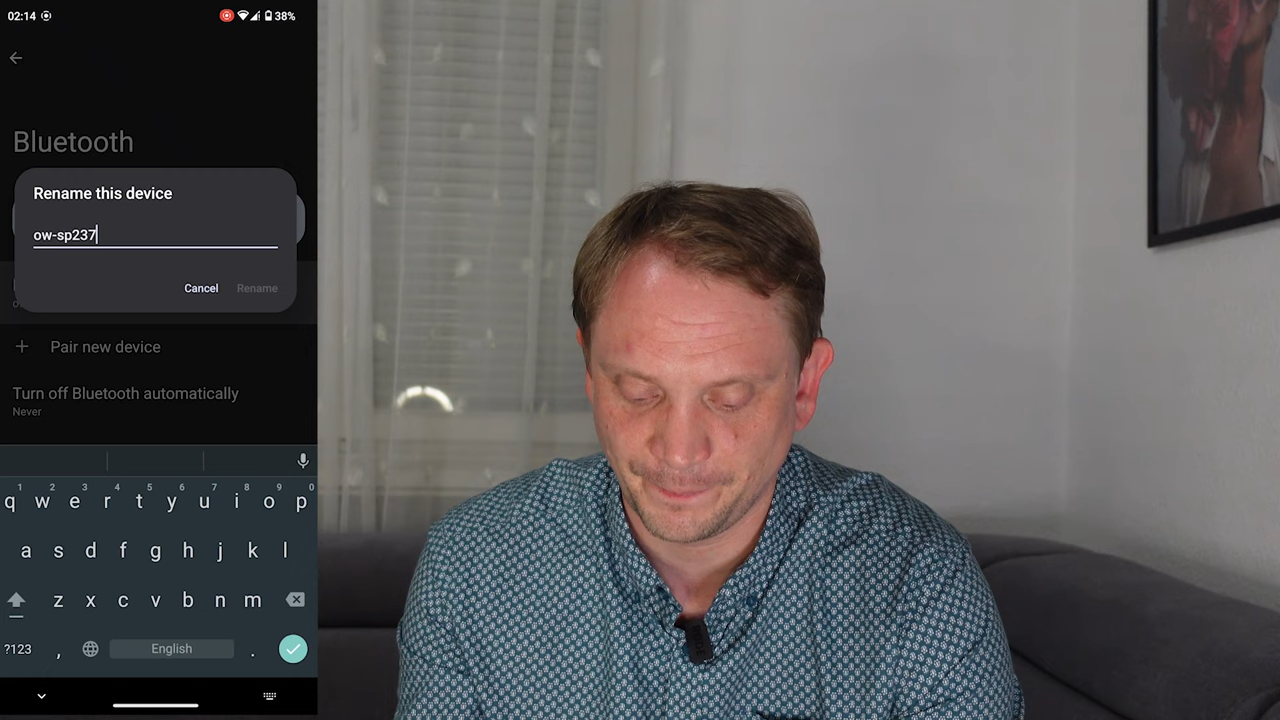 02:14 38%
Bluetooth
Rename this device
ow-sp237
Cancel Rename
Pair new device
Turn off Bluetooth automatically
Never
1 2 3 4 5 6 7 8 9 0
q w e r t y u i o p
a s d f g h j k l
z x c v b n m
?123 , English .